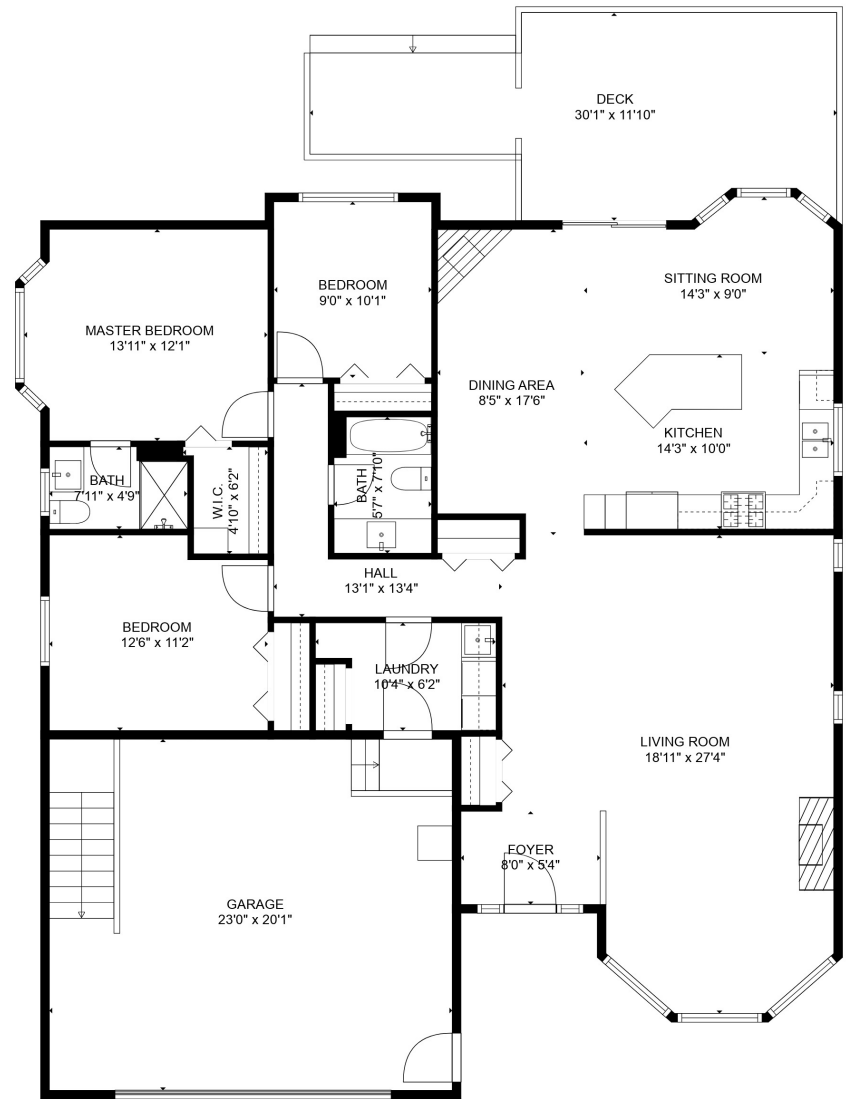 DECK
30'1" x 11'10"
SITTING ROOM
14'3" x 9'0"
BEDROOM
9'0" x 10'1"
MASTER BEDROOM
13'11" x 12'1"
DINING AREA
8'5" x 17'6"
KITCHEN
14'3" x 10'0"
BATH
7'11" x 4'9"
W.I.C.
4'10" x 6'2"
BATH
5'7" x 7'10"
HALL
13'1" x 13'4"
BEDROOM
12'6" x 11'2"
LAUNDRY
10'4" x 6'2"
LIVING ROOM
18'11" x 27'4"
FOYER
8'0" x 5'4"
GARAGE
23'0" x 20'1"